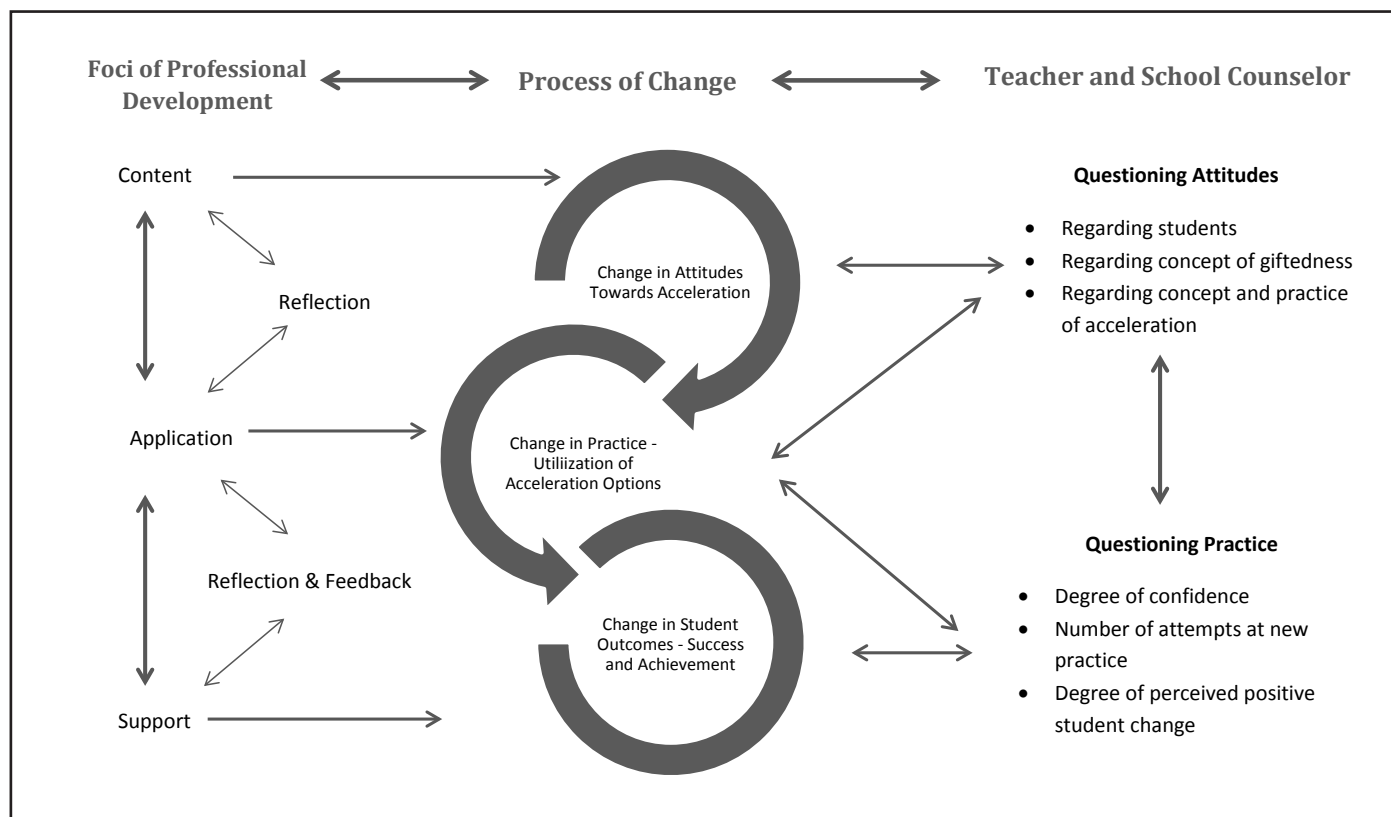 Foci of Professional
Development
Process of Change
Teacher and School Counselor
Content
Reflection
Application
Reflection & Feedback
Support
Change in Attitudes
Towards Acceleration
Change in Practice -
Utiliization of
Acceleration Options
Change in Student
Outcomes - Success
and Achievement
Questioning Attitudes
• Regarding students
• Regarding concept of giftedness
• Regarding concept and practice
of acceleration
Questioning Practice
• Degree of confidence
• Number of attempts at new
practice
• Degree of perceived positive
student change